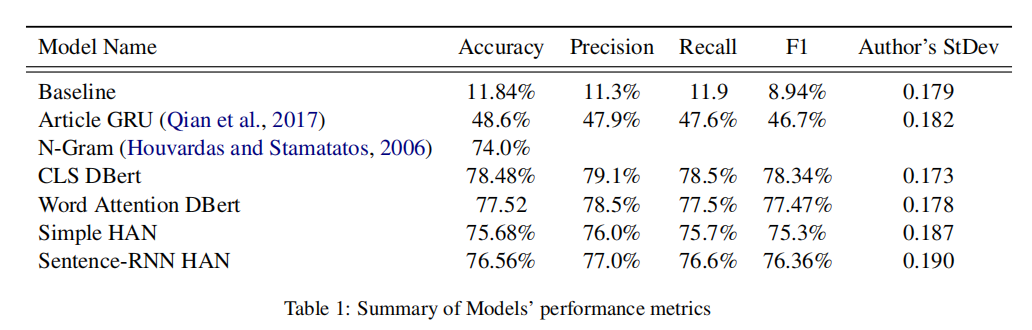 Model Name Accuracy Precision Recall F1 Author's StDev
Baseline 11.84% 11.3% 11.9 8.94% 0.179
Article GRU (Qian et al., 2017) 48.6% 47.9% 47.6% 46.7% 0.182
N-Gram (Houvardas and Stamatatos, 2006) 74.0%
CLS DBert 78.48% 79.1% 78.5% 78.34% 0.173
Word Attention DBert 77.52 78.5% 77.5% 77.47% 0.178
Simple HAN 75.68% 76.0% 75.7% 75.3% 0.187
Sentence-RNN HAN 76.56% 77.0% 76.6% 76.36% 0.190
Table 1: Summary of Models' performance metrics